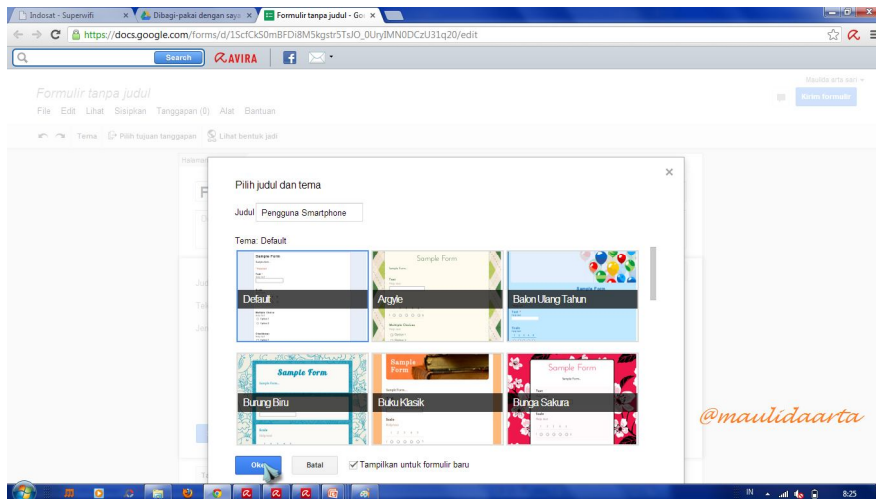 Indosat - Superwifi
Dibagi-pakai dengan saya
Formulir tanpa judul - Go
https://docs.google.com/forms/d/1ScfCkS0mBFDi8M5kgstr5TsJO_0UryIMN0DCzU31q20/edit
Search AVIRA
Formulir tanpa judul
Maulida arta sari
File Edit Lihat Sisipkan Tanggapan (0) Alat Bantuan
Kirim formulir
Tema Pilih tujuan tanggapan Lihat bentuk jadi
Pilih judul dan tema
Judul Pengguna Smartphone
Tema: Default
Sample Form
Default
Argyle
Balon Ulang Tahun
Sample Form
Sample Form
Sample Form
Burung Biru
Buku Klasik
Bunga Sakura
@maulidaarta
Oke Batal Tampilkan untuk formulir baru
IN 8:25